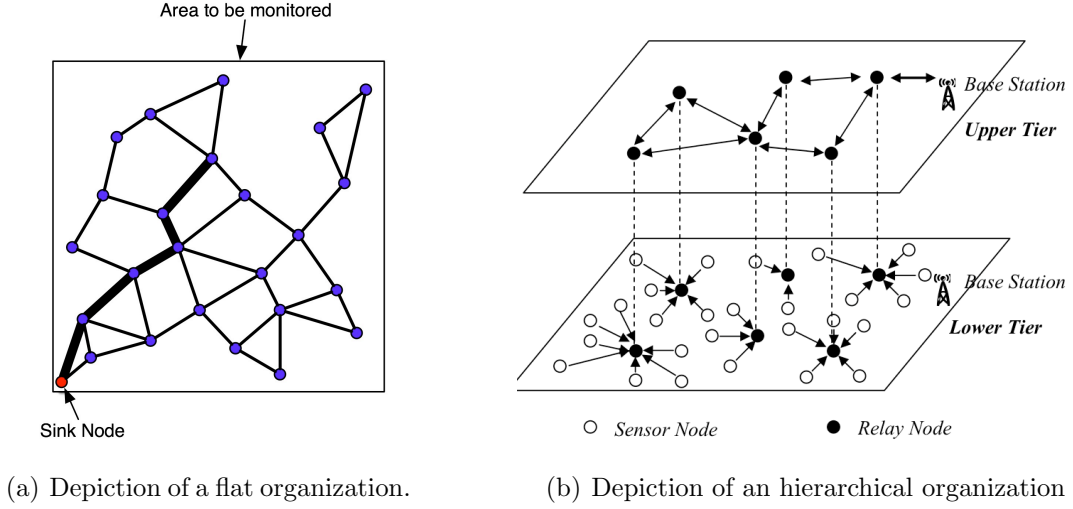 Area to be monitored
Sink Node
(a) Depiction of a flat organization.
Base Station
Upper Tier
Base Station
Lower Tier
Sensor Node
Relay Node
(b) Depiction of an hierarchical organization